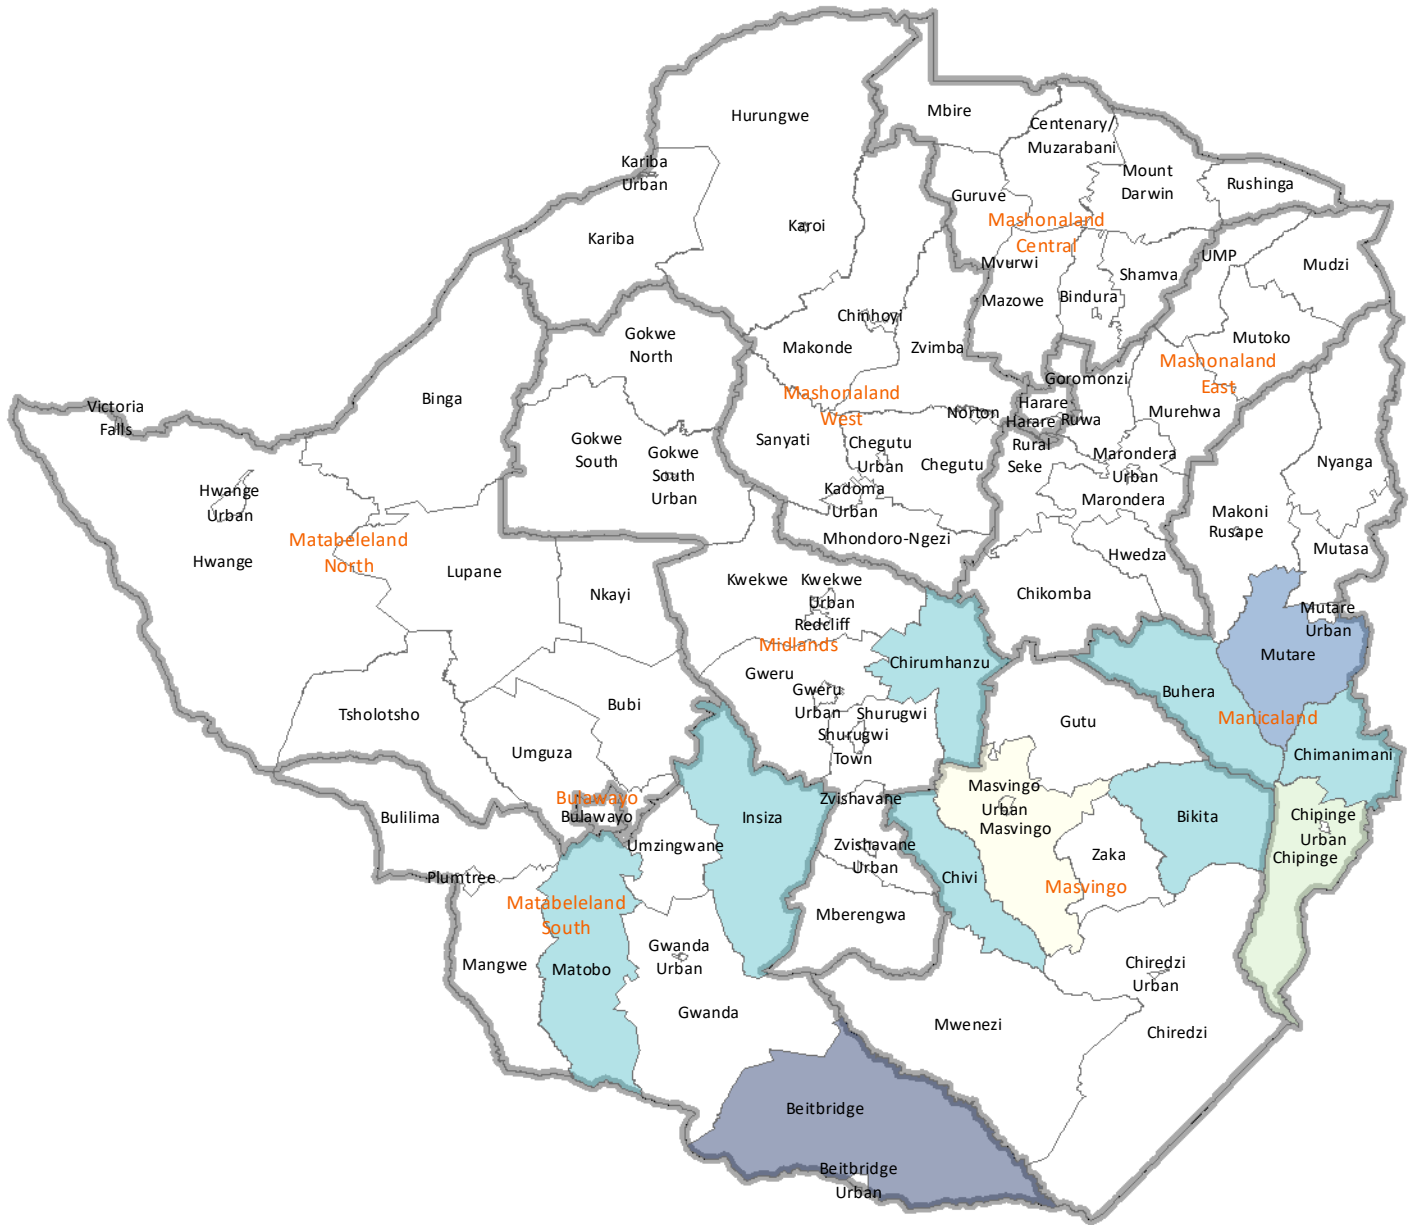 Hurungwe
Mbire
Centenary/
Muzarabani
Kariba
Urban
Mount
Darwin
Rushinga
Guruve
Mashonaland
Central
Karoi
Kariba
Mvurwi
Shamva
UMP
Mudzi
Mazowe
Bindura
Chinhoyi
Gokwe
North
Makonde
Zvimba
Mutoko
Mashonaland
East
Goromonzi
Binga
Mashonaland
West
Victoria
Falls
Harare
Norton
Harare
Rural
Ruwa
Murehwa
Sanyati
Gokwe
South
Gokwe
South
Urban
Chegutu
Urban
Chegutu
Seke
Marondera
Urban
Nyanga
Hwange
Urban
Kadoma
Urban
Marondera
Makoni
Rusape
Mhondoro-Ngezi
Matabeleland
North
Hwange
Hwedza
Mutasa
Lupane
Nkayi
Kwekwe
Kwekwe
Urban
Chikomba
Redcliff
Mutare
Urban
Midlands
Mutare
Chirumhanzu
Gweru
Gweru
Urban
Buhera
Bubi
Tsholotsho
Shurugwi
Shurugwi
Town
Gutu
Manicaland
Umguza
Chimanimani
Masvingo
Urban
Bulawayo
Bulawayo
Zvishavane
Bulilima
Insiza
Masvingo
Bikita
Chipinge
Urban
Chipinge
Umzingwane
Zvishavane
Urban
Zaka
Plumtree
Chivi
Masvingo
Matabeleland
South
Mberengwa
Gwanda
Urban
Mangwe
Matobo
Chiredzi
Urban
Gwanda
Mwenezi
Chiredzi
Beitbridge
Beitbridge
Urban